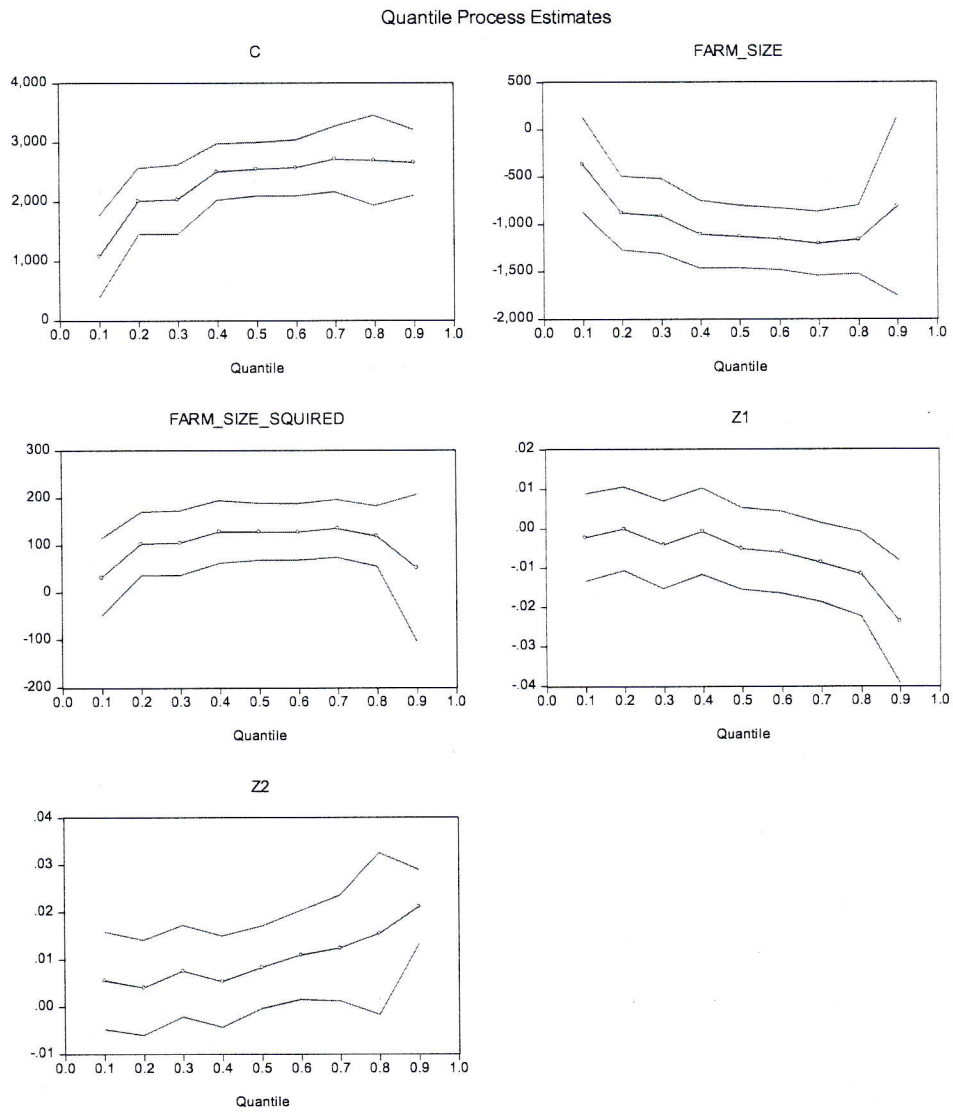 Quantile Process Estimates
C
4,000
3,000
2,000
1,000
0
0.0 0.1 0.2 0.3 0.4 0.5 0.6 0.7 0.8 0.9 1.0
Quantile
FARM_SIZE
500
0
-500
-1,000
-1,500
-2,000
0.0 0.1 0.2 0.3 0.4 0.5 0.6 0.7 0.8 0.9 1.0
Quantile
FARM_SIZE_SQUIRED
300
200
100
0
-100
-200
0.0 0.1 0.2 0.3 0.4 0.5 0.6 0.7 0.8 0.9 1.0
Quantile
Z1
.02
.01
.00
-.01
-.02
-.03
-.04
0.0 0.1 0.2 0.3 0.4 0.5 0.6 0.7 0.8 0.9 1.0
Quantile
Z2
.04
.03
.02
.01
.00
-.01
0.0 0.1 0.2 0.3 0.4 0.5 0.6 0.7 0.8 0.9 1.0
Quantile